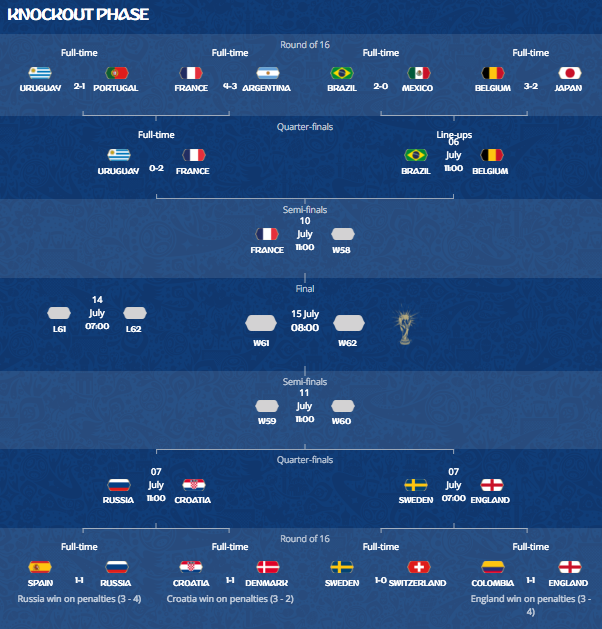 KNOCKOUT PHASE
Round of 16
Full-time Full-time Full-time Full-time
URUGUAY 2-1 PORTUGAL FRANCE 4-3 ARGENTINA BRAZIL 2-0 MEXICO BELGIUM 3-2 JAPAN
Quarter-finals
Full-time Line-ups
06
July
URUGUAY 0-2 FRANCE BRAZIL 11:00 BELGIUM
Semi-finals
10
July
FRANCE 11:00 W58
Final
14
July
07:00
L61 L62
15 July
08:00
W61 W62
Semi-finals
11
July
11:00
W59 W60
Quarter-finals
07 07
July July
RUSSIA 11:00 CROATIA SWEDEN 07:00 ENGLAND
Round of 16
Full-time Full-time Full-time Full-time
SPAIN 1-1 RUSSIA CROATIA 1-1 DENMARK SWEDEN 1-0 SWITZERLAND COLOMBIA 1-1 ENGLAND
Russia win on penalties (3 - 4) Croatia win on penalties (3 - 2) England win on penalties (3 -
4)